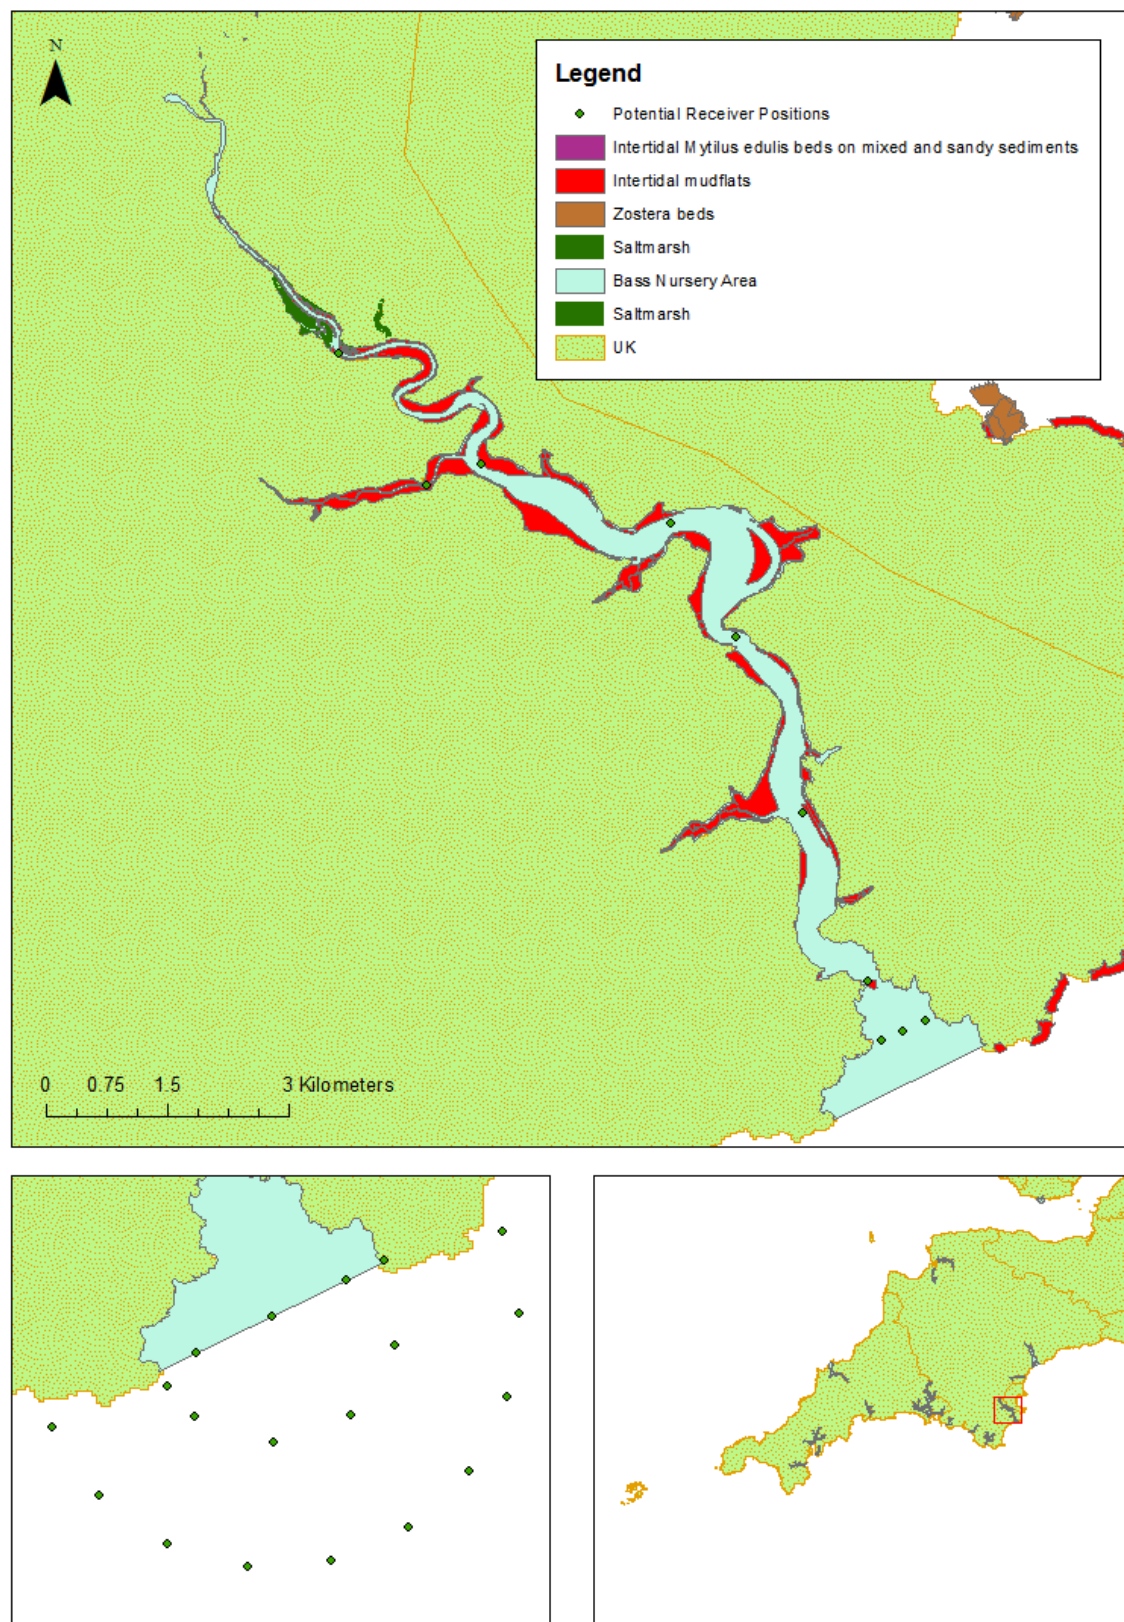 N
Legend
Potential Receiver Positions
Intertidal Mytilus edulis beds on mixed and sandy sediments
Intertidal mudflats
Zostera beds
Saltmarsh
Bass Nursery Area
Saltmarsh
UK
0 0.75 1.5 3 Kilometers